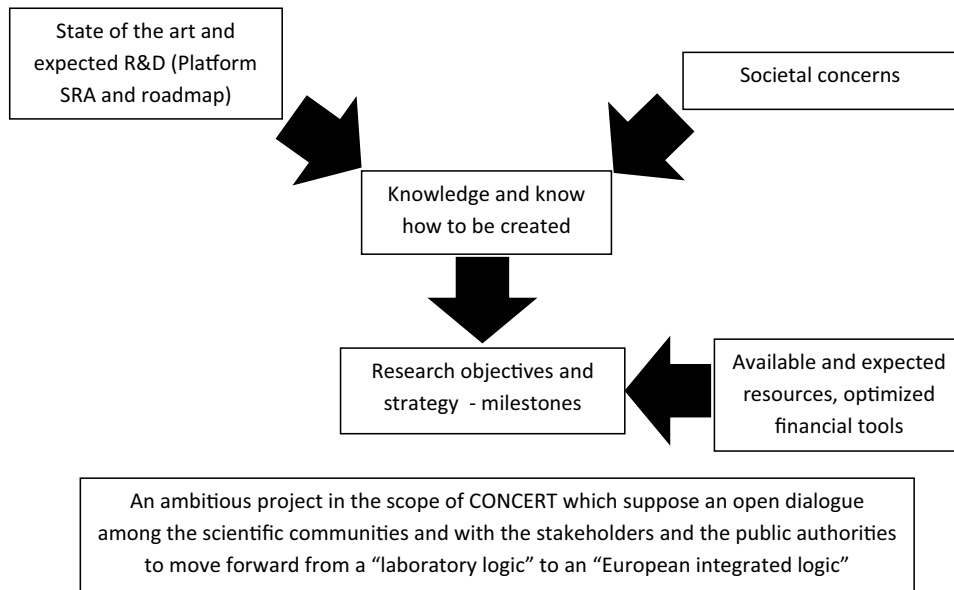 State of the art and
expected R&D (Platform
SRA and roadmap)
Societal concerns
Knowledge and know
how to be created
Research objectives and
strategy - milestones
Available and expected
resources, optimized
financial tools
An ambitious project in the scope of CONCERT which suppose an open dialogue
among the scientific communities and with the stakeholders and the public authorities
to move forward from a “laboratory logic” to an “European integrated logic”